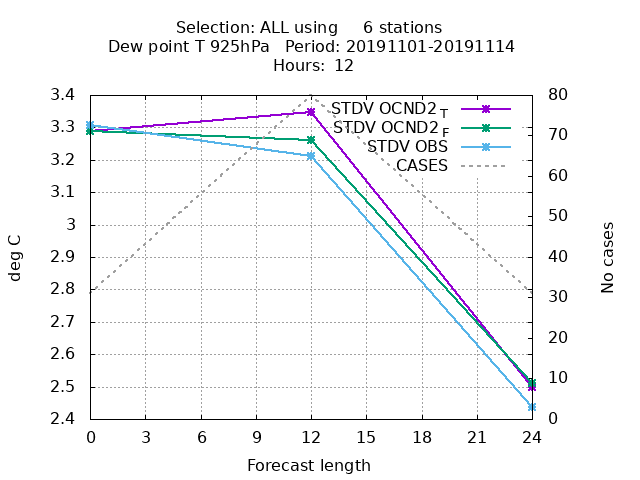 Selection: ALL using     6 stations
Dew point T 925hPa   Period: 20191101-20191114
Hours: 12
3.4
3.3
3.2
3.1
3
2.9
2.8
2.7
2.6
2.5
2.4
deg C
STDV OCND2T
STDV OCND2F
STDV OBS
CASES
80
70
60
50
40
30
20
10
0
No cases
0 3 6 9 12 15 18 21 24
Forecast length